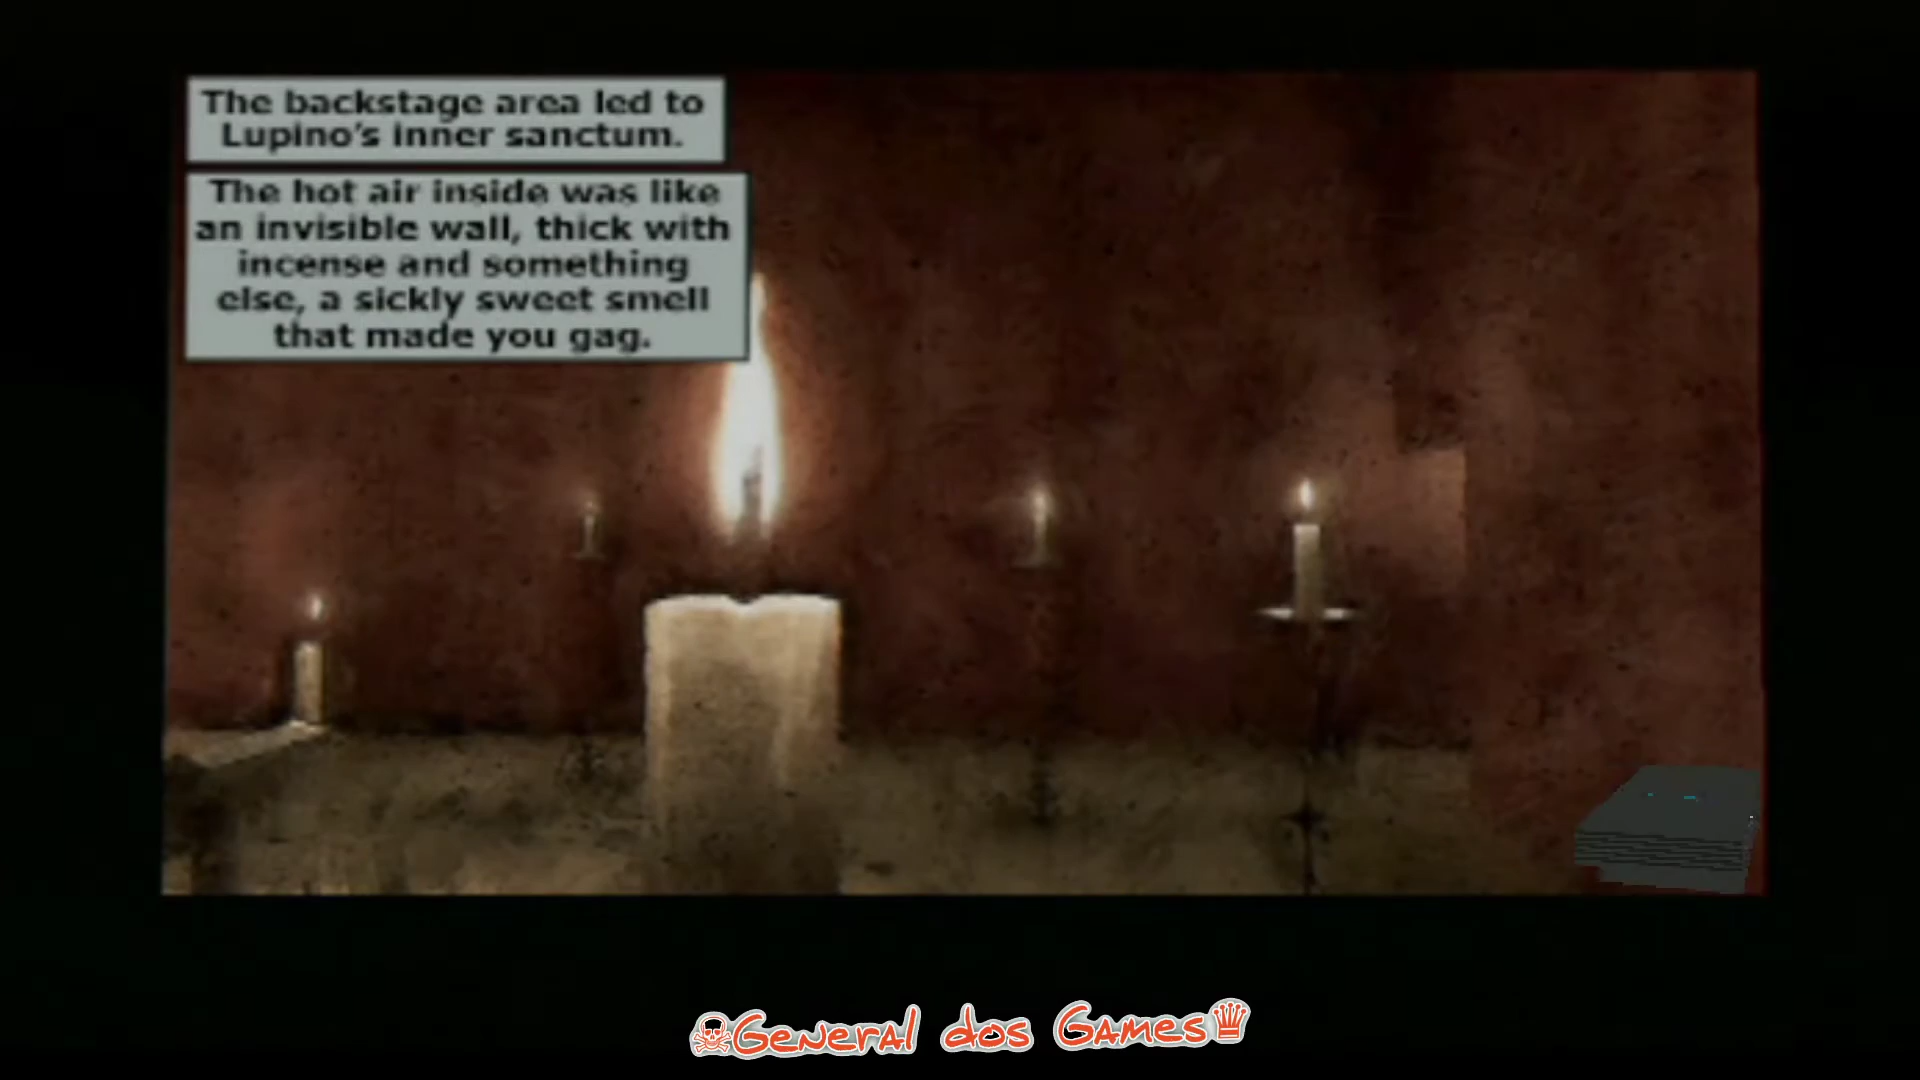 The backstage area led to
Lupino's inner sanctum.
The hot air inside was like
an invisible wall, thick with
incense and something
else, a sickly sweet smell
that made you gag.
General dos Games